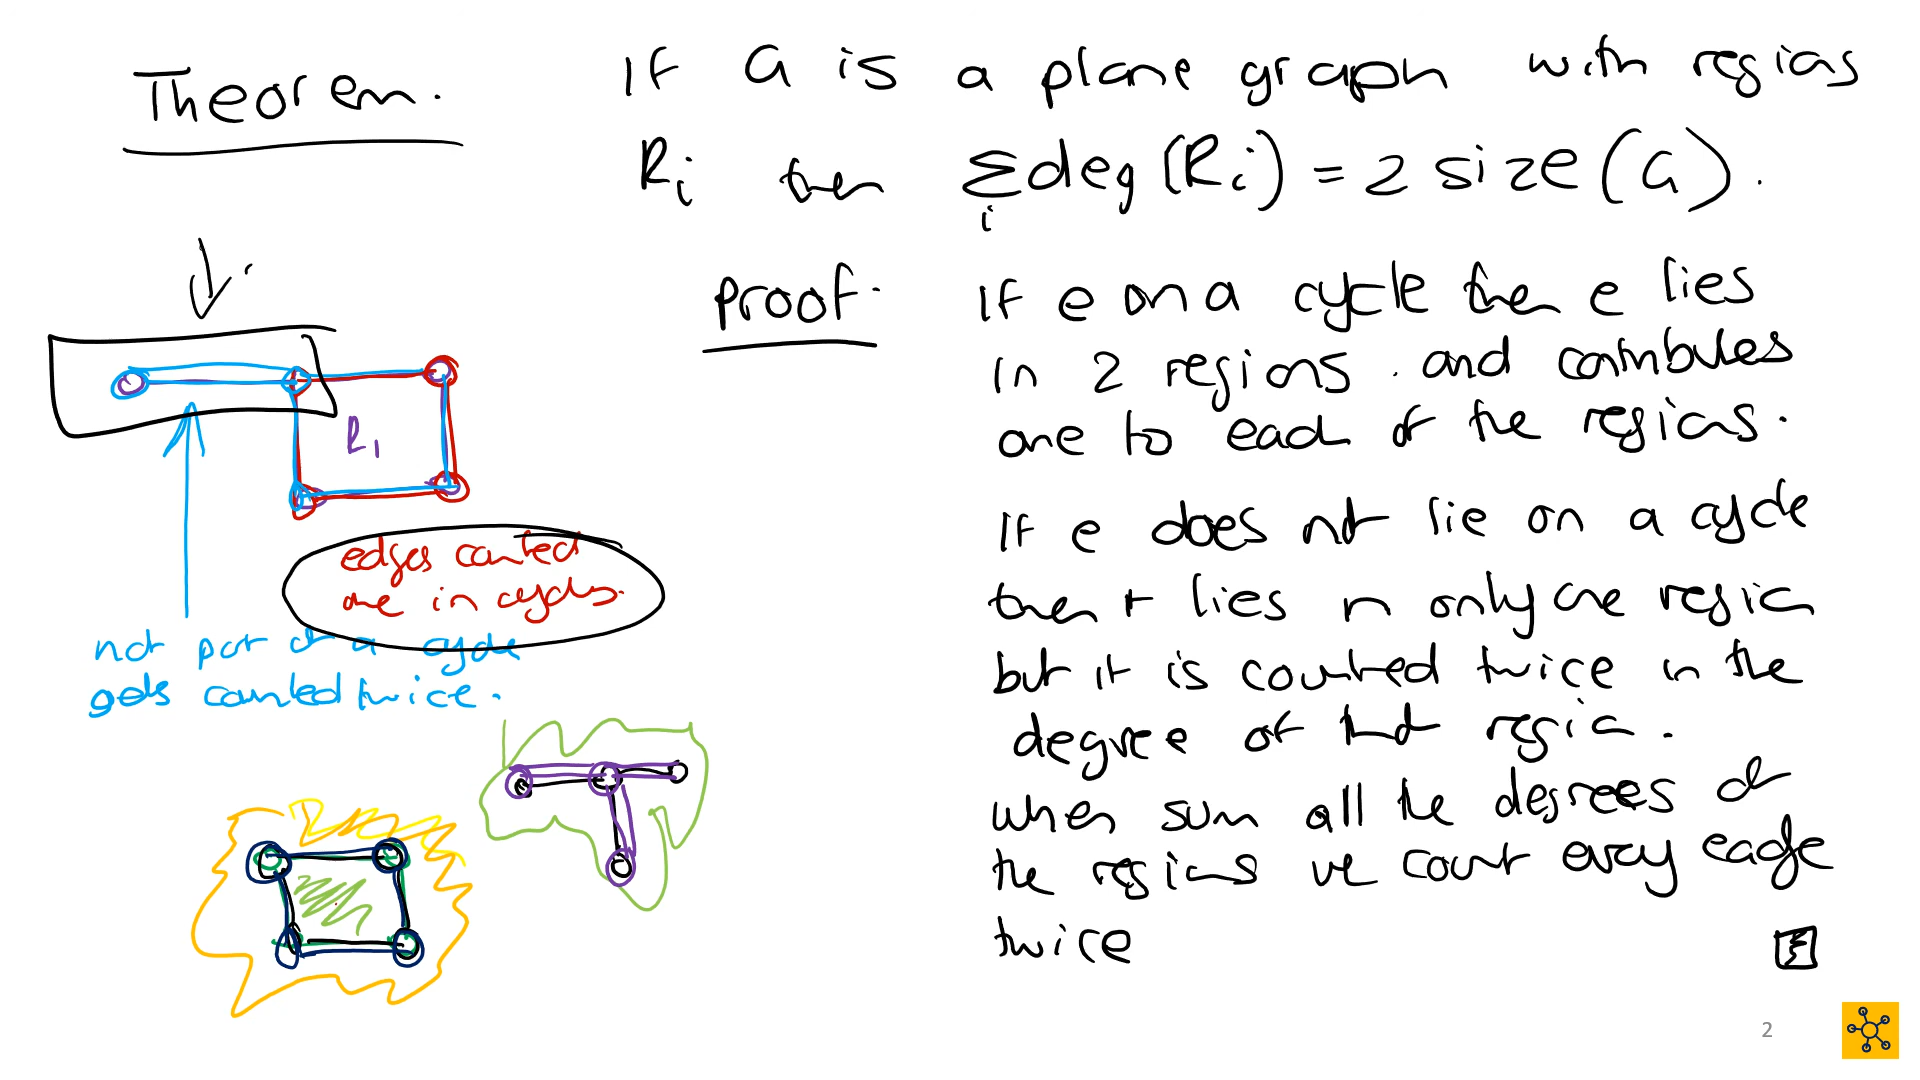 Theorem. If G is a plane graph with regions
Ri then Σ deg(Ri) = 2 size(G).
i
Proof. If e on a cycle then e lies
in 2 regions. and contributes
one to each of the regions.
R1
If e does not lie on a cycle
edges counted
one in cycles.
then it lies in only one region
not part of a cycle
gets counted twice.
but it is counted twice in the
degree of that region.
when sum all the degrees of
the regions we count every eadge
twice
2